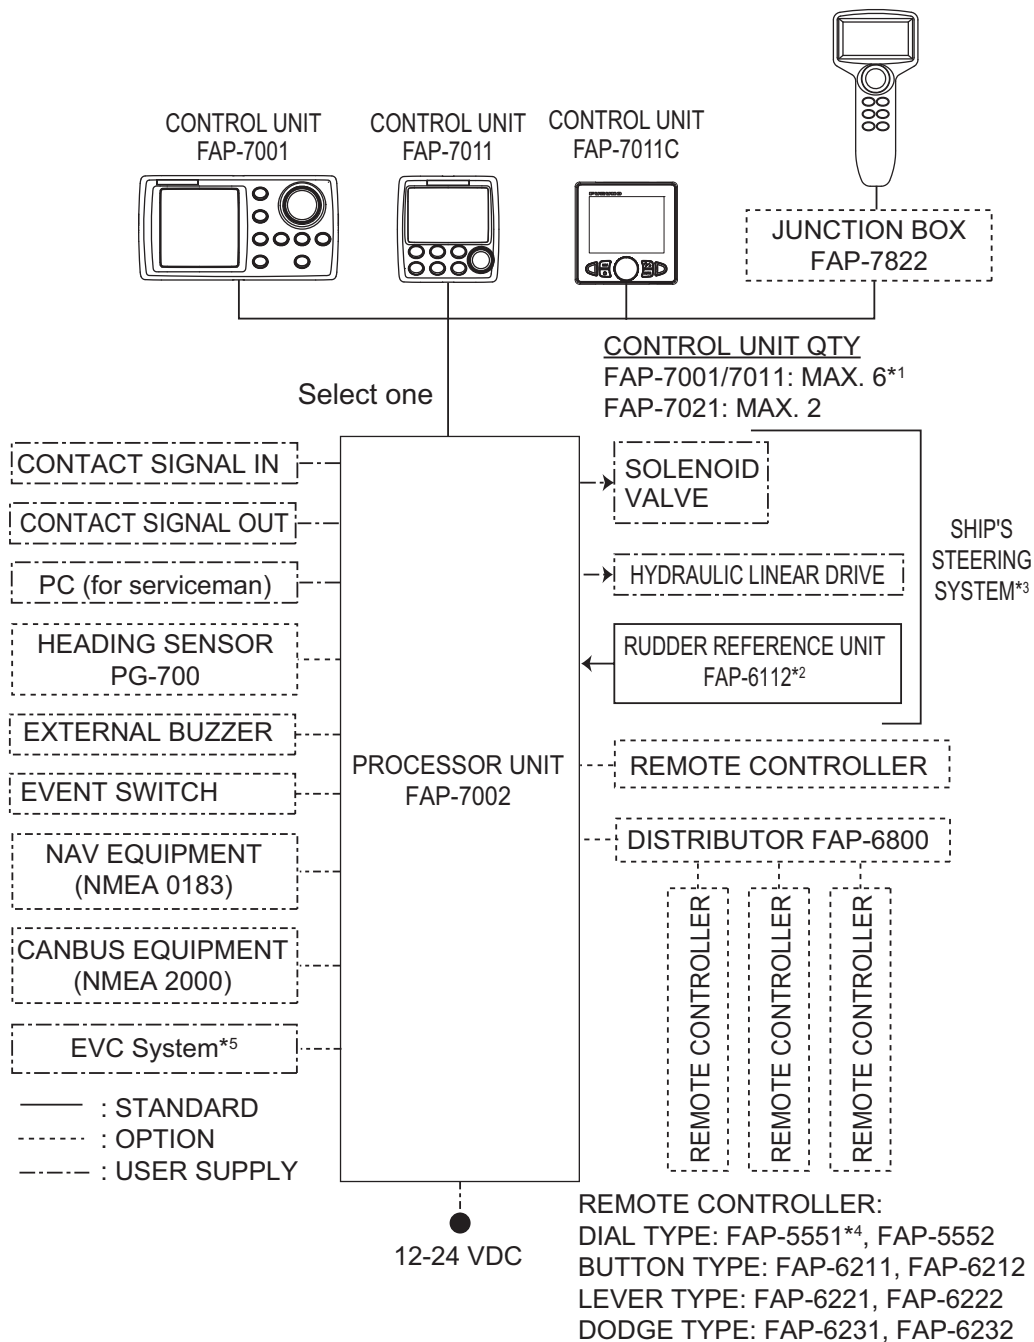 CONTROL UNIT
FAP-7001
CONTROL UNIT
FAP-7011
CONTROL UNIT
FAP-7011C
JUNCTION BOX
FAP-7822
CONTROL UNIT QTY
FAP-7001/7011: MAX. 6*1
FAP-7021: MAX. 2
Select one
CONTACT SIGNAL IN
CONTACT SIGNAL OUT
PC (for serviceman)
HEADING SENSOR
PG-700
EXTERNAL BUZZER
EVENT SWITCH
NAV EQUIPMENT
(NMEA 0183)
CANBUS EQUIPMENT
(NMEA 2000)
EVC System*5
: STANDARD
: OPTION
: USER SUPPLY
PROCESSOR UNIT
FAP-7002
12-24 VDC
SOLENOID
VALVE
HYDRAULIC LINEAR DRIVE
RUDDER REFERENCE UNIT
FAP-6112*2
SHIP'S
STEERING
SYSTEM*3
REMOTE CONTROLLER
DISTRIBUTOR FAP-6800
REMOTE CONTROLLER
REMOTE CONTROLLER
REMOTE CONTROLLER
REMOTE CONTROLLER:
DIAL TYPE: FAP-5551*4, FAP-5552
BUTTON TYPE: FAP-6211, FAP-6212
LEVER TYPE: FAP-6221, FAP-6222
DODGE TYPE: FAP-6231, FAP-6232